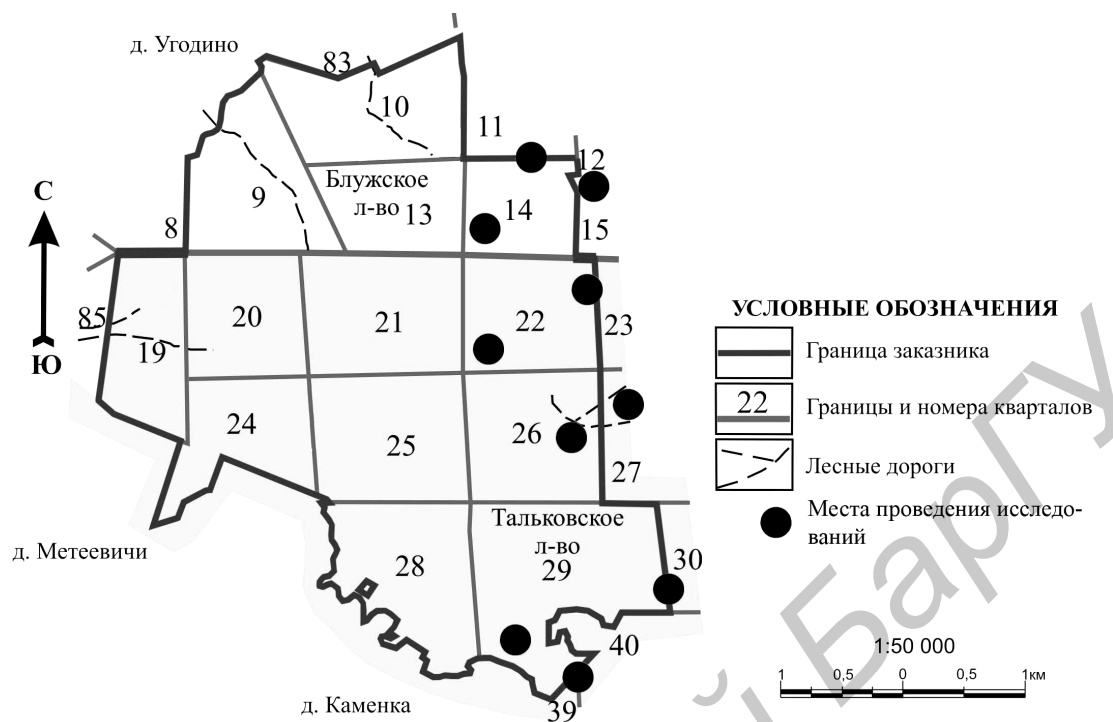 д. Угодино
83
10
11
12
С
Блужское
л-во 13
14
9
8
15
85
19
20
21
22
23
Ю
24
25
26
27
Тальковское
л-во
29
28
30
д. Метеевичи
40
39
д. Каменка
УСЛОВНЫЕ ОБОЗНАЧЕНИЯ
Граница заказника
22
Границы и номера кварталов
Лесные дороги
Места проведения исследо-
ваний
1:50 000
1 0,5 0 0,5 1км
й БарГУ